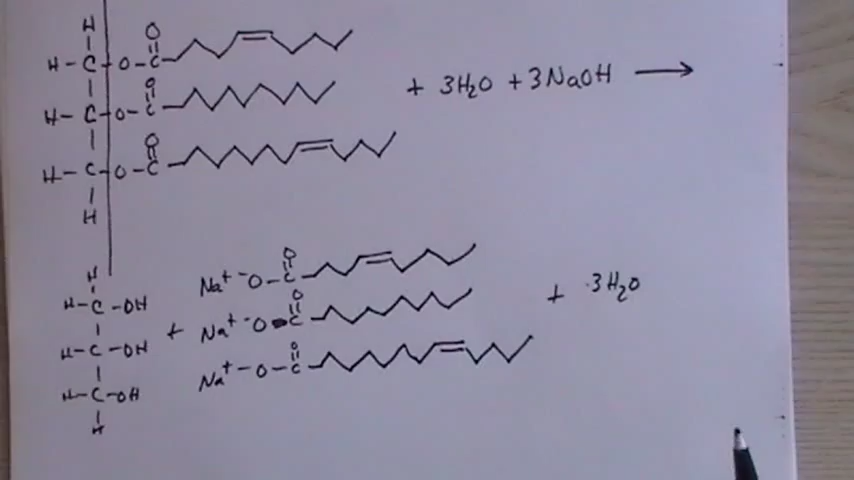 H
H-C-O-C
O
H-C-O-C
O
+ 3H₂O + 3NaOH →
H-C-O-C
O
H
H
H-C-OH
H-C-OH
H-C-OH
H
+
Na⁺ ⁻O-C
O
Na⁺ ⁻O-C
O
Na⁺ -O-C
O
+ 3H₂O